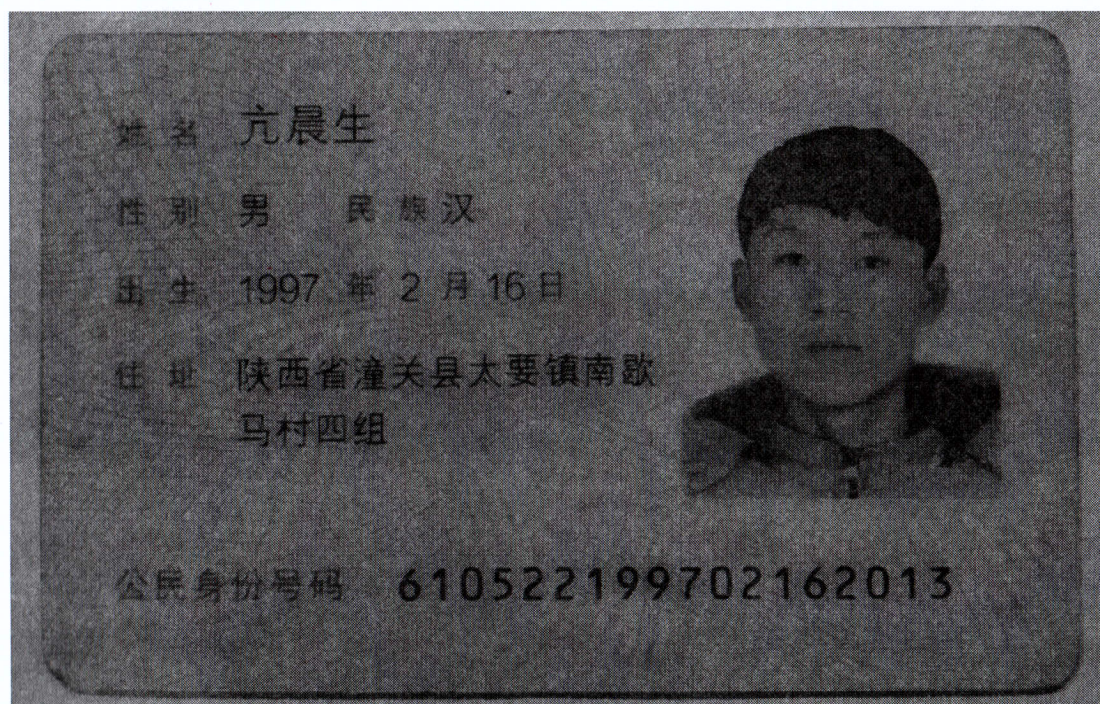 姓名 亢晨生
性别 男 民族 汉
出生 1997 年 2 月 16 日
住址 陕西省潼关县太要镇南歇
马村四组
公民身份号码 610522199702162013